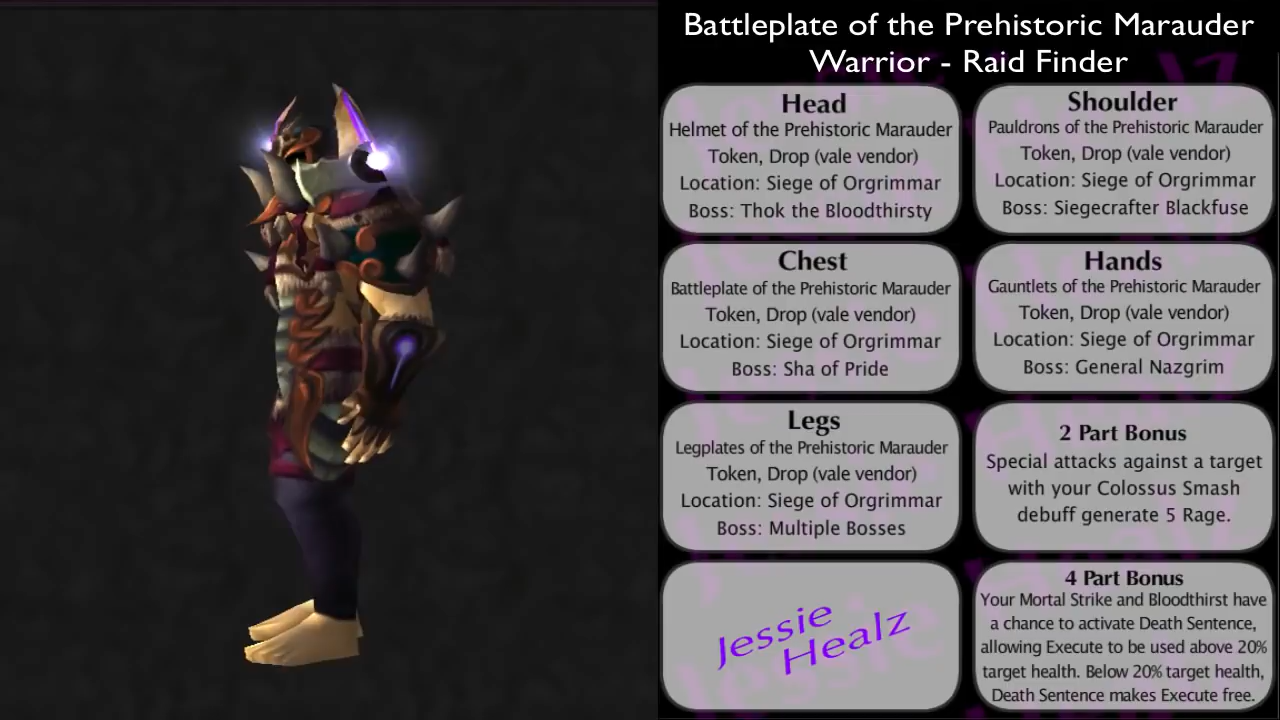 Battleplate of the Prehistoric Marauder
Warrior - Raid Finder
Head
Helmet of the Prehistoric Marauder
Token, Drop (vale vendor)
Location: Siege of Orgrimmar
Boss: Thok the Bloodthirsty
Shoulder
Pauldrons of the Prehistoric Marauder
Token, Drop (vale vendor)
Location: Siege of Orgrimmar
Boss: Siegecrafter Blackfuse
Chest
Battleplate of the Prehistoric Marauder
Token, Drop (vale vendor)
Location: Siege of Orgrimmar
Boss: Sha of Pride
Hands
Gauntlets of the Prehistoric Marauder
Token, Drop (vale vendor)
Location: Siege of Orgrimmar
Boss: General Nazgrim
Legs
Legplates of the Prehistoric Marauder
Token, Drop (vale vendor)
Location: Siege of Orgrimmar
Boss: Multiple Bosses
2 Part Bonus
Special attacks against a target
with your Colossus Smash
debuff generate 5 Rage.
Jessie
Healz
4 Part Bonus
Your Mortal Strike and Bloodthirst have
a chance to activate Death Sentence,
allowing Execute to be used above 20%
target health. Below 20% target health,
Death Sentence makes Execute free.